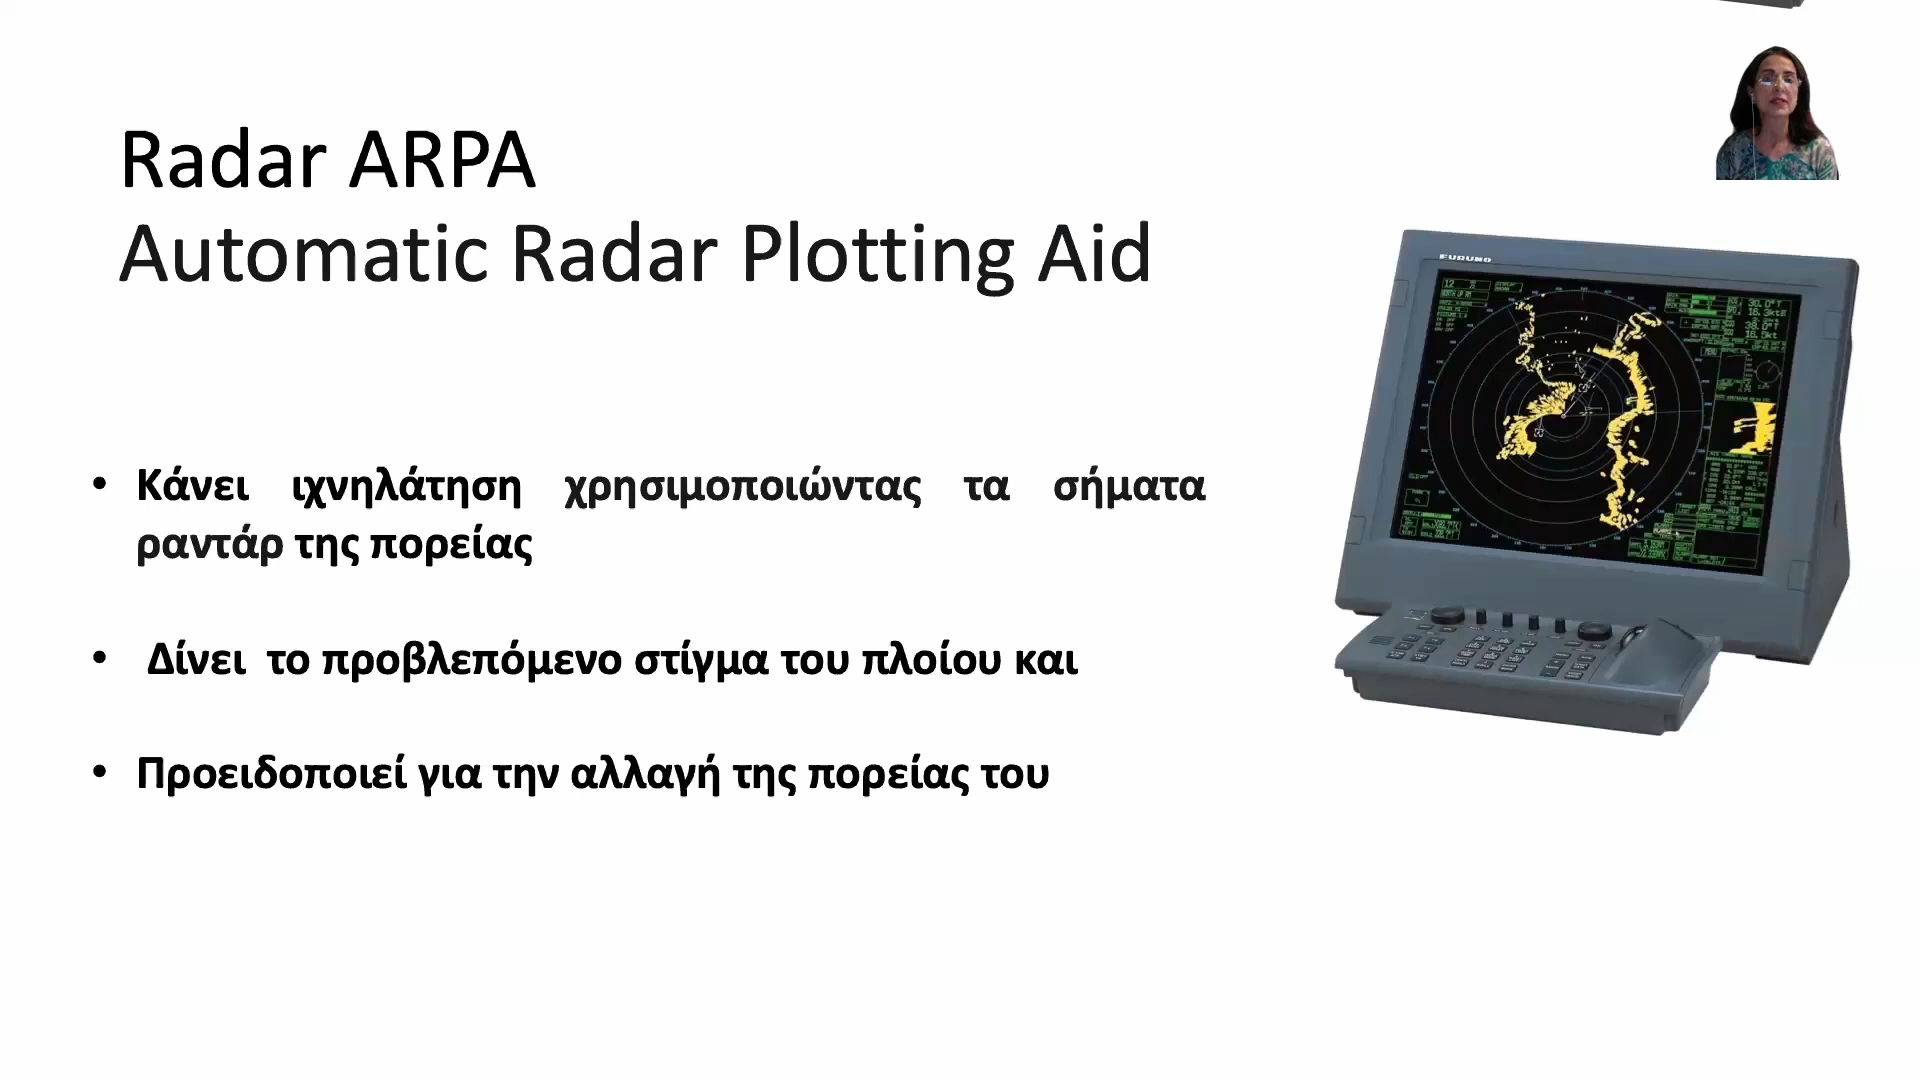 Radar ARPA
Automatic Radar Plotting Aid
• Κάνει ιχνηλάτηση χρησιμοποιώντας τα σήματα
ραντάρ της πορείας
• Δίνει το προβλεπόμενο στίγμα του πλοίου και
• Προειδοποιεί για την αλλαγή της πορείας του
FURUNO